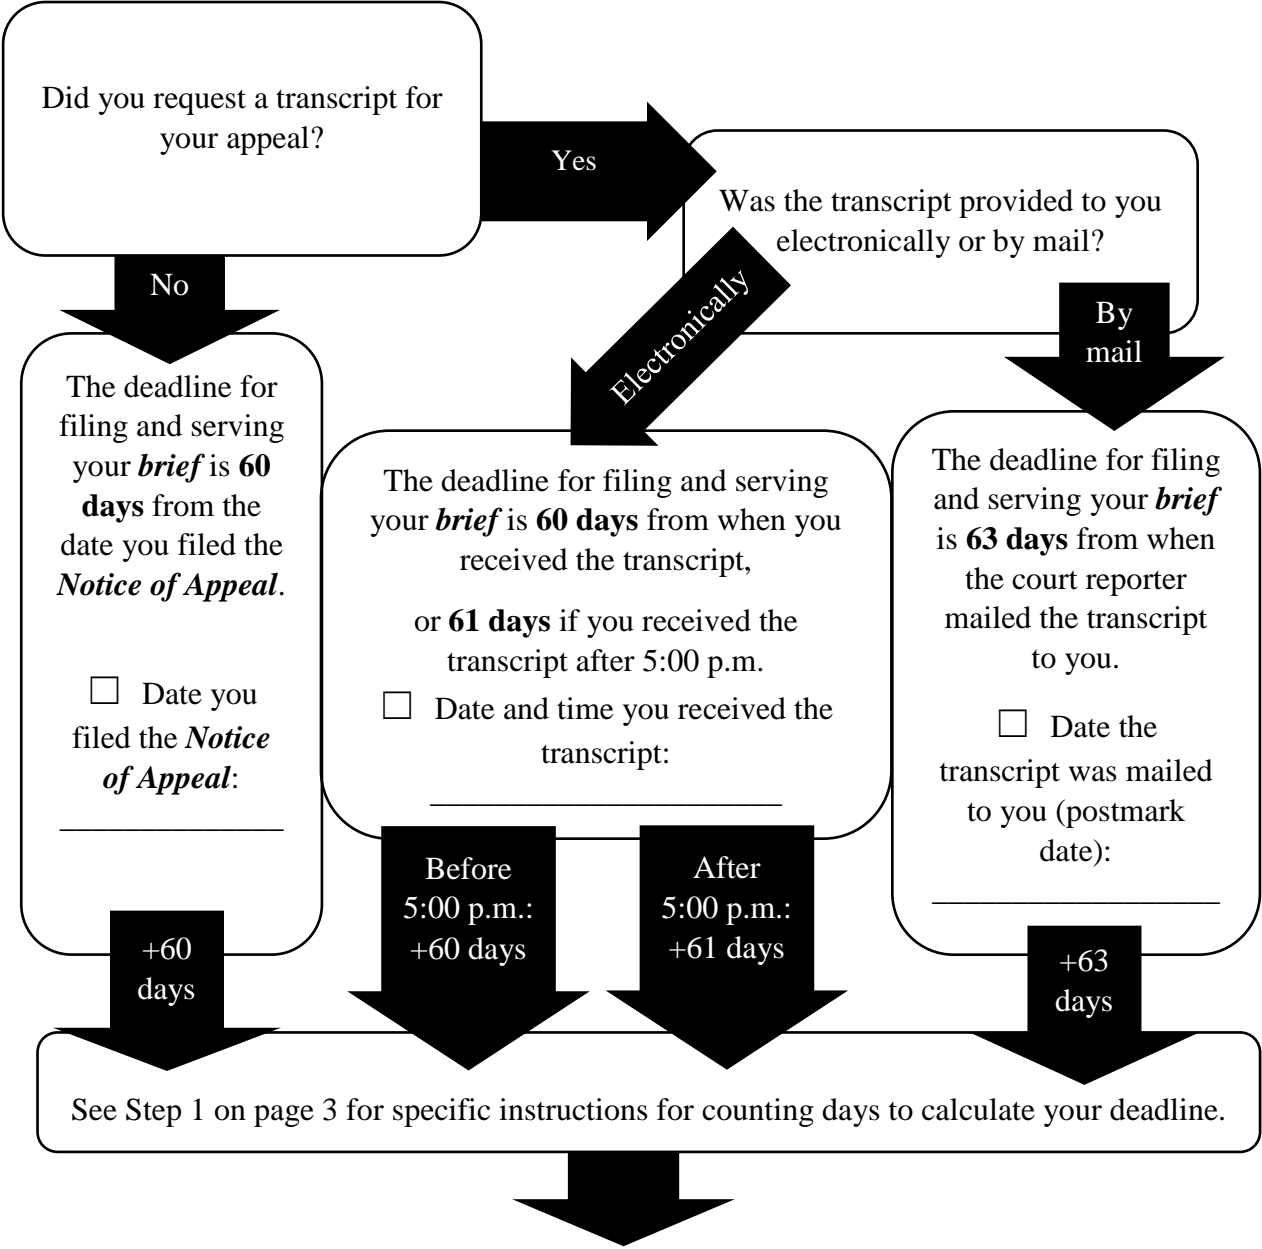 Did you request a transcript for
your appeal?
Yes
Was the transcript provided to you
electronically or by mail?
No
Electronically
By
mail
The deadline for
filing and serving
your brief is 60
days from the
date you filed the
Notice of Appeal.
☐ Date you
filed the Notice
of Appeal:
______________
The deadline for filing and serving
your brief is 60 days from when you
received the transcript,
or 61 days if you received the
transcript after 5:00 p.m.
☐ Date and time you received the
transcript:
______________________
The deadline for filing
and serving your brief
is 63 days from when
the court reporter
mailed the transcript
to you.
☐ Date the
transcript was mailed
to you (postmark
date):
__________________
+60
days
Before
5:00 p.m.:
+60 days
After
5:00 p.m.:
+61 days
+63
days
See Step 1 on page 3 for specific instructions for counting days to calculate your deadline.